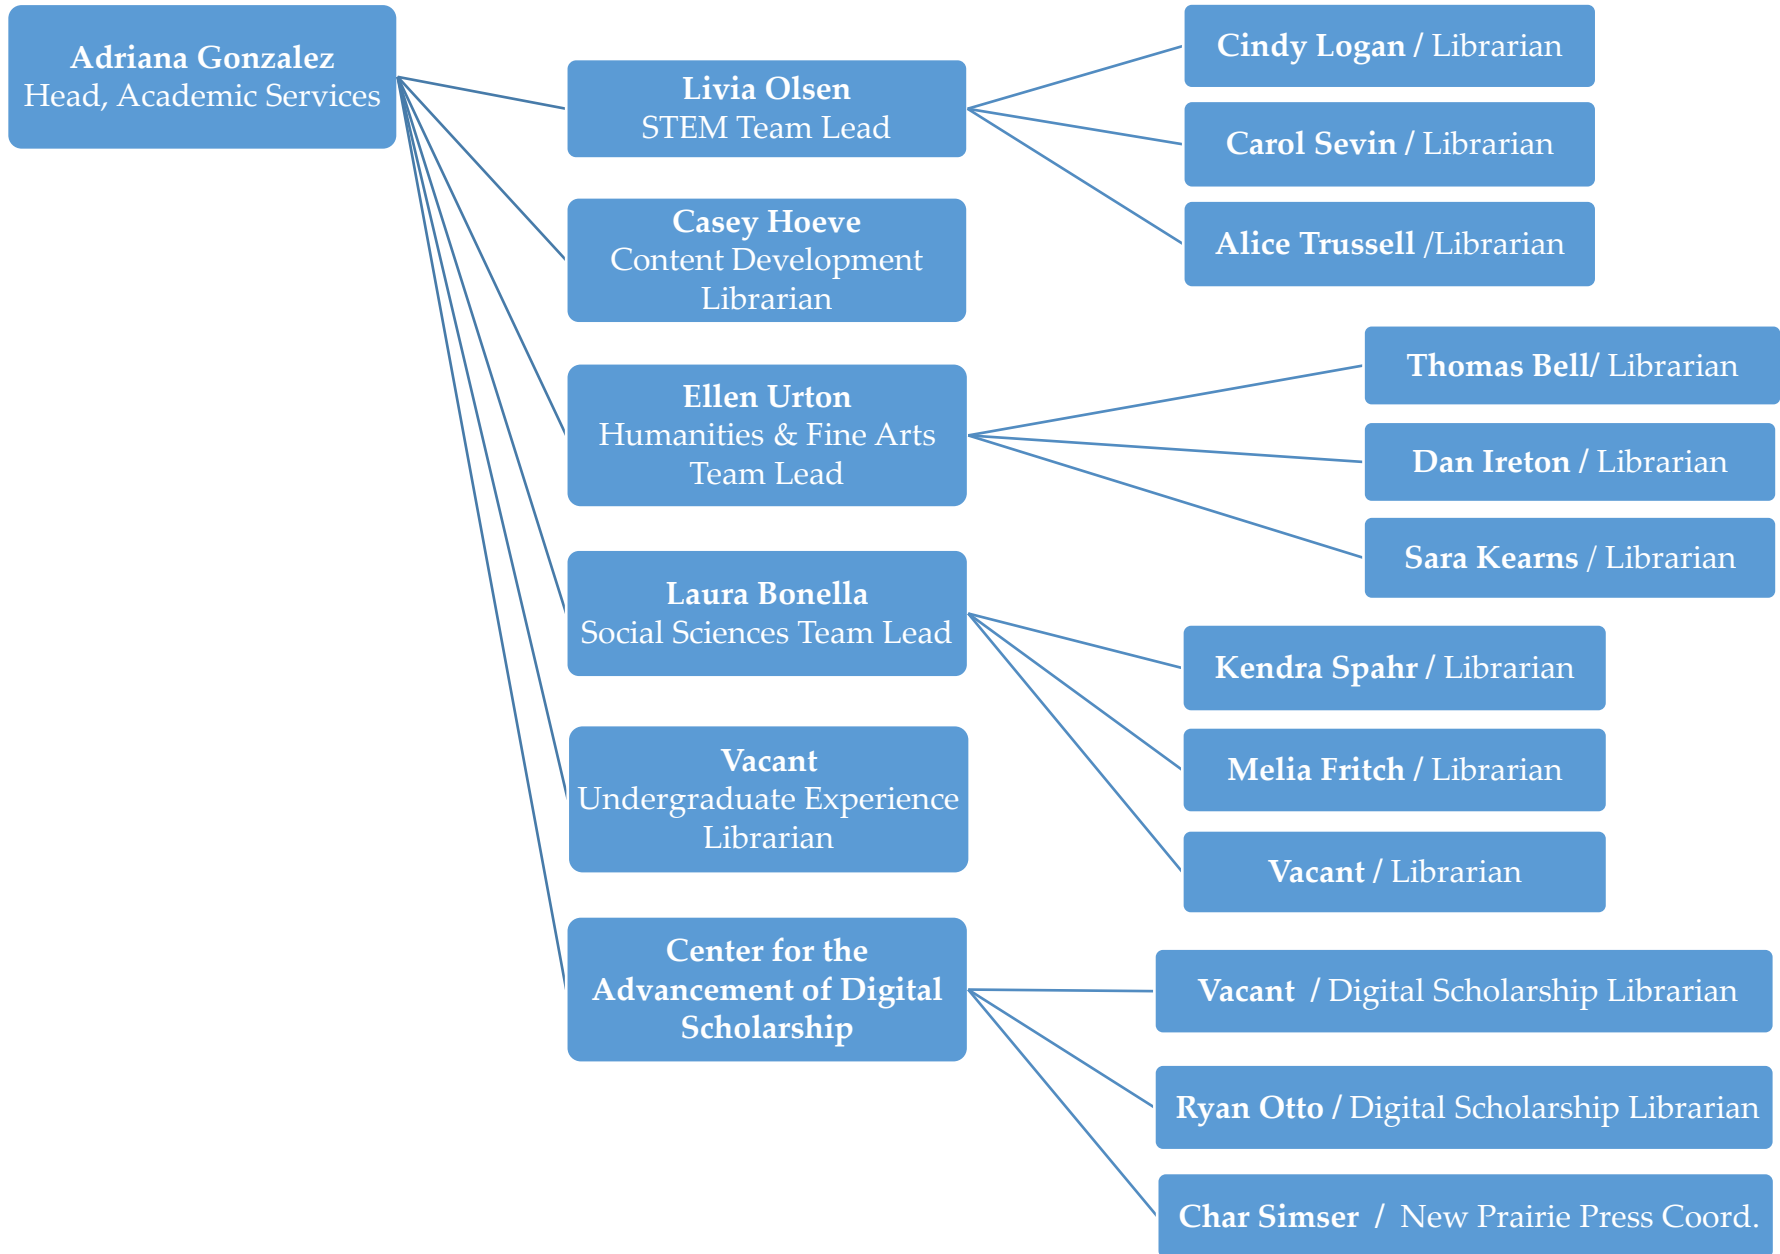 Adriana Gonzalez
Head, Academic Services
Livia Olsen
STEM Team Lead
Cindy Logan / Librarian
Carol Sevin / Librarian
Alice Trussell /Librarian
Casey Hoeve
Content Development
Librarian
Ellen Urton
Humanities & Fine Arts
Team Lead
Thomas Bell/ Librarian
Dan Ireton / Librarian
Sara Kearns / Librarian
Laura Bonella
Social Sciences Team Lead
Kendra Spahr / Librarian
Melia Fritch / Librarian
Vacant / Librarian
Vacant
Undergraduate Experience
Librarian
Center for the
Advancement of Digital
Scholarship
Vacant / Digital Scholarship Librarian
Ryan Otto / Digital Scholarship Librarian
Char Simser / New Prairie Press Coord.